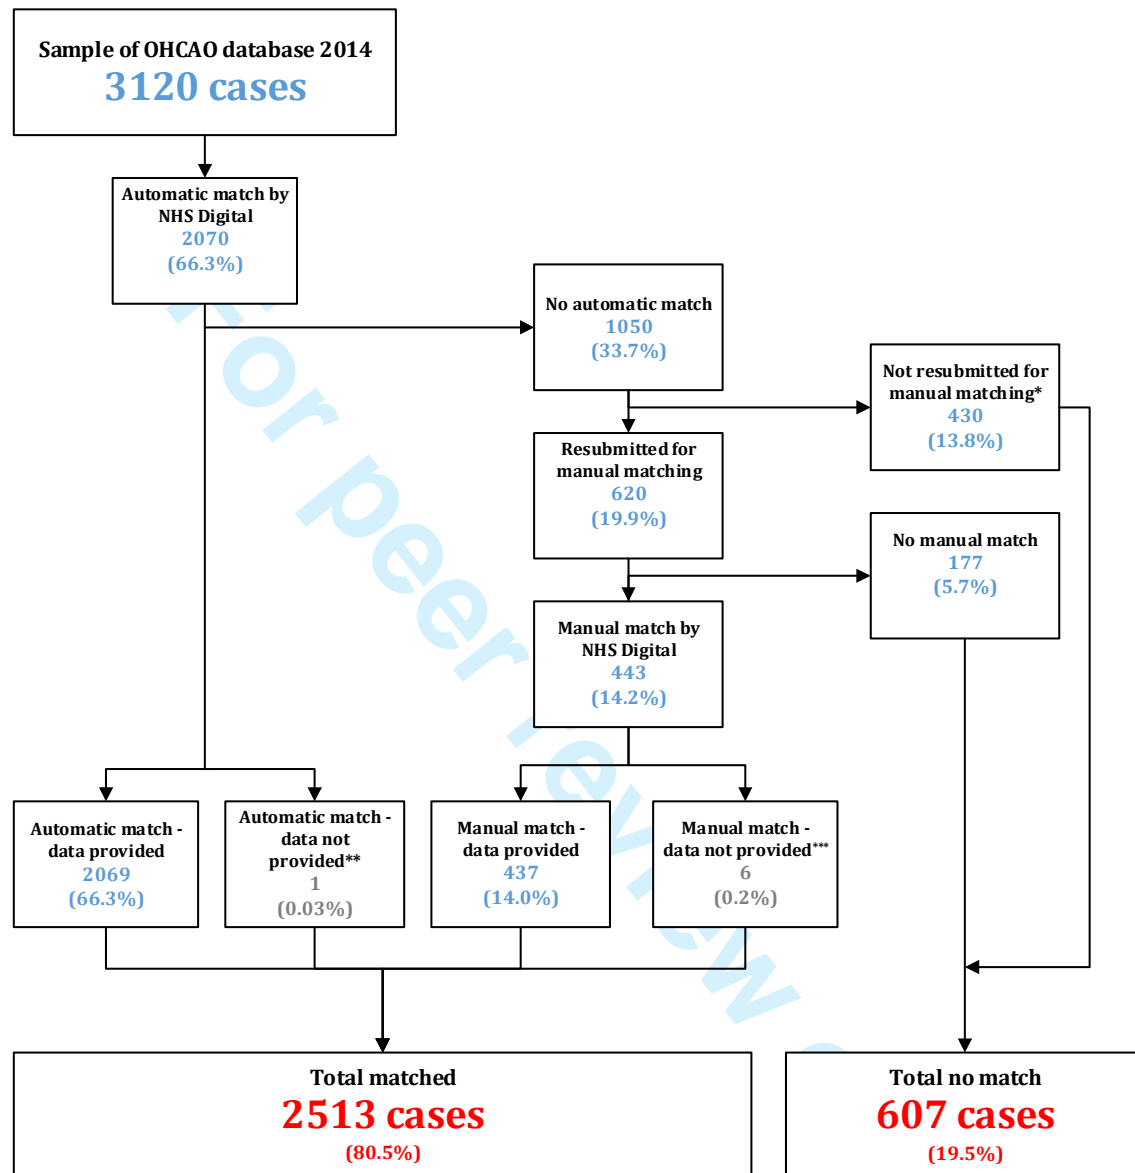 Sample of OHCAO database 2014
3120 cases
Automatic match by
NHS Digital
2070
(66.3%)
No automatic match
1050
(33.7%)
Not resubmitted for
manual matching*
430
(13.8%)
Resubmitted for
manual matching
620
(19.9%)
No manual match
177
(5.7%)
Manual match by
NHS Digital
443
(14.2%)
Automatic match -
data provided
2069
(66.3%)
Automatic match -
data not
provided**
1
(0.03%)
Manual match -
data provided
437
(14.0%)
Manual match -
data not provided***
6
(0.2%)
Total matched
2513 cases
(80.5%)
Total no match
607 cases
(19.5%)
For peer review